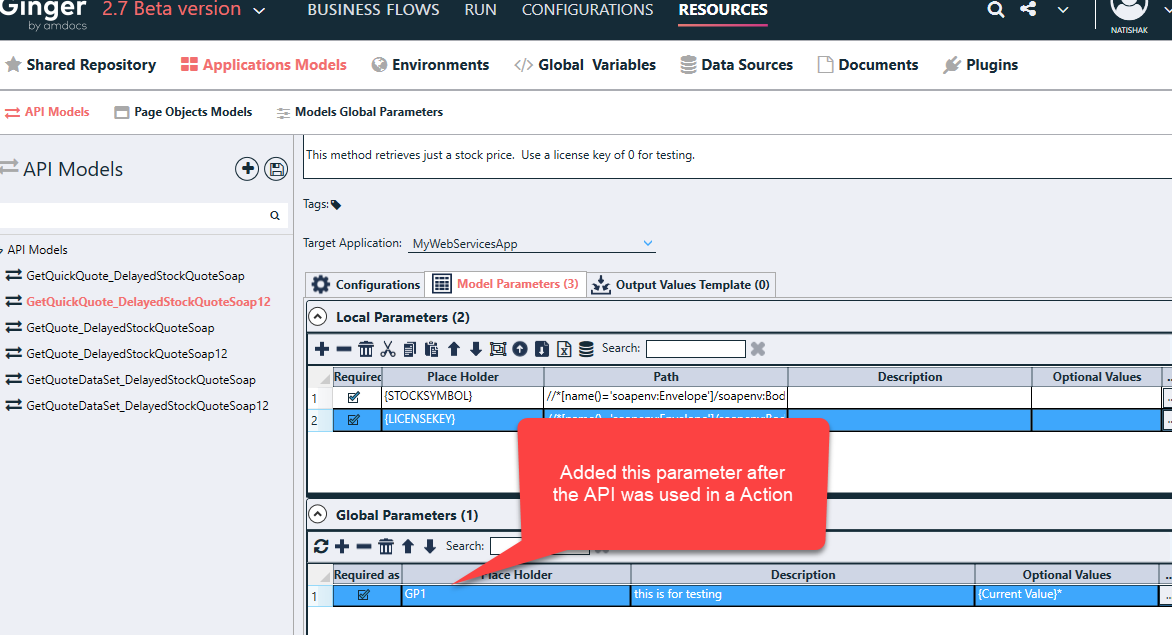 Ginger 2.7 Beta version BUSINESS FLOWS RUN CONFIGURATIONS RESOURCES
by amdocs
NATISHAK
Shared Repository Applications Models Environments Global Variables Data Sources Documents Plugins
API Models Page Objects Models Models Global Parameters
API Models
API Models
GetQuickQuote_DelayedStockQuoteSoap
GetQuickQuote_DelayedStockQuoteSoap12
GetQuote_DelayedStockQuoteSoap
GetQuote_DelayedStockQuoteSoap12
GetQuoteDataSet_DelayedStockQuoteSoap
GetQuoteDataSet_DelayedStockQuoteSoap12
This method retrieves just a stock price. Use a license key of 0 for testing.
Tags:
Target Application: MyWebServicesApp
Configurations Model Parameters (3) Output Values Template (0)
Local Parameters (2)
Search:
Required Place Holder Path Description Optional Values ..
1 {STOCKSYMBOL} //*[name()='soapenv:Envelope']/soapenv:Bod ..
2 {LICENSEKEY} ..
Added this parameter after
the API was used in a Action
Global Parameters (1)
Search:
Required as Place Holder Description Optional Values ...
1 GP1 this is for testing {Current Value}* ...